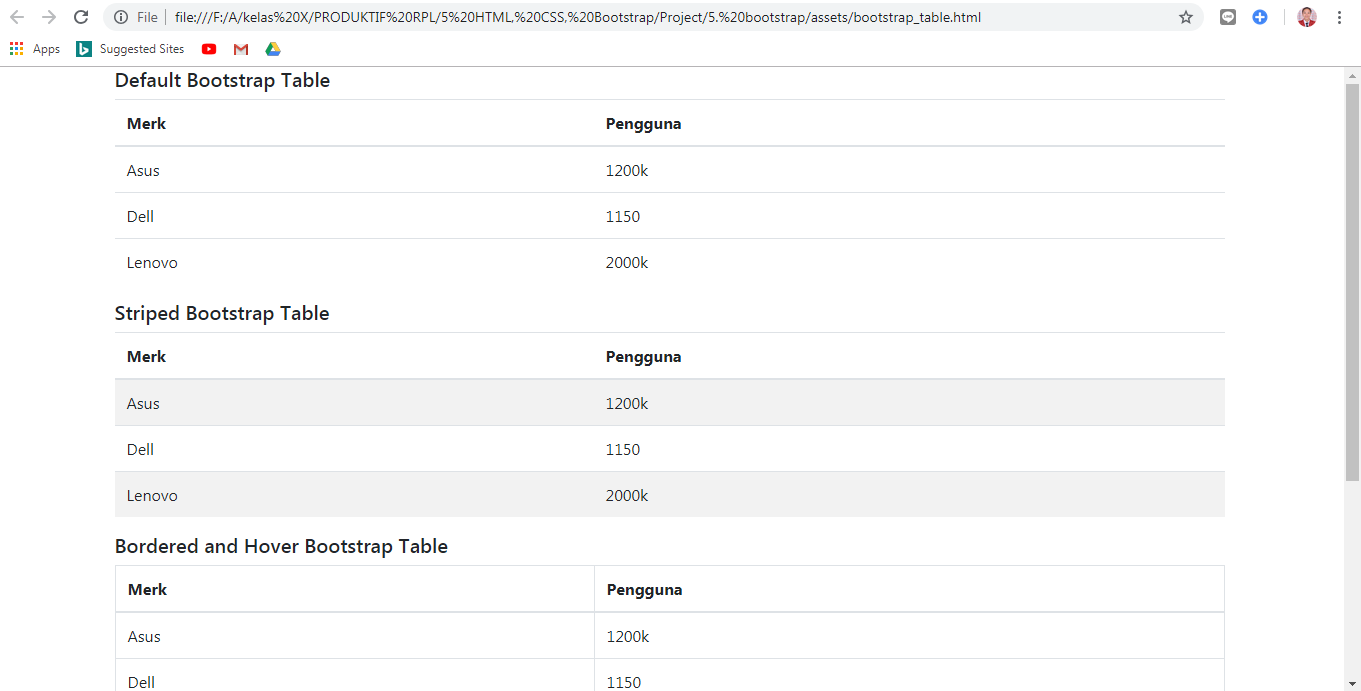 File file:///F:/A/kelas%20X/PRODUKTIF%20RPL/5%20HTML,%20CSS,%20Bootstrap/Project/5.%20bootstrap/assets/bootstrap_table.html
Apps Suggested Sites
Default Bootstrap Table
Merk Pengguna
Asus 1200k
Dell 1150
Lenovo 2000k
Striped Bootstrap Table
Merk Pengguna
Asus 1200k
Dell 1150
Lenovo 2000k
Bordered and Hover Bootstrap Table
Merk Pengguna
Asus 1200k
Dell 1150